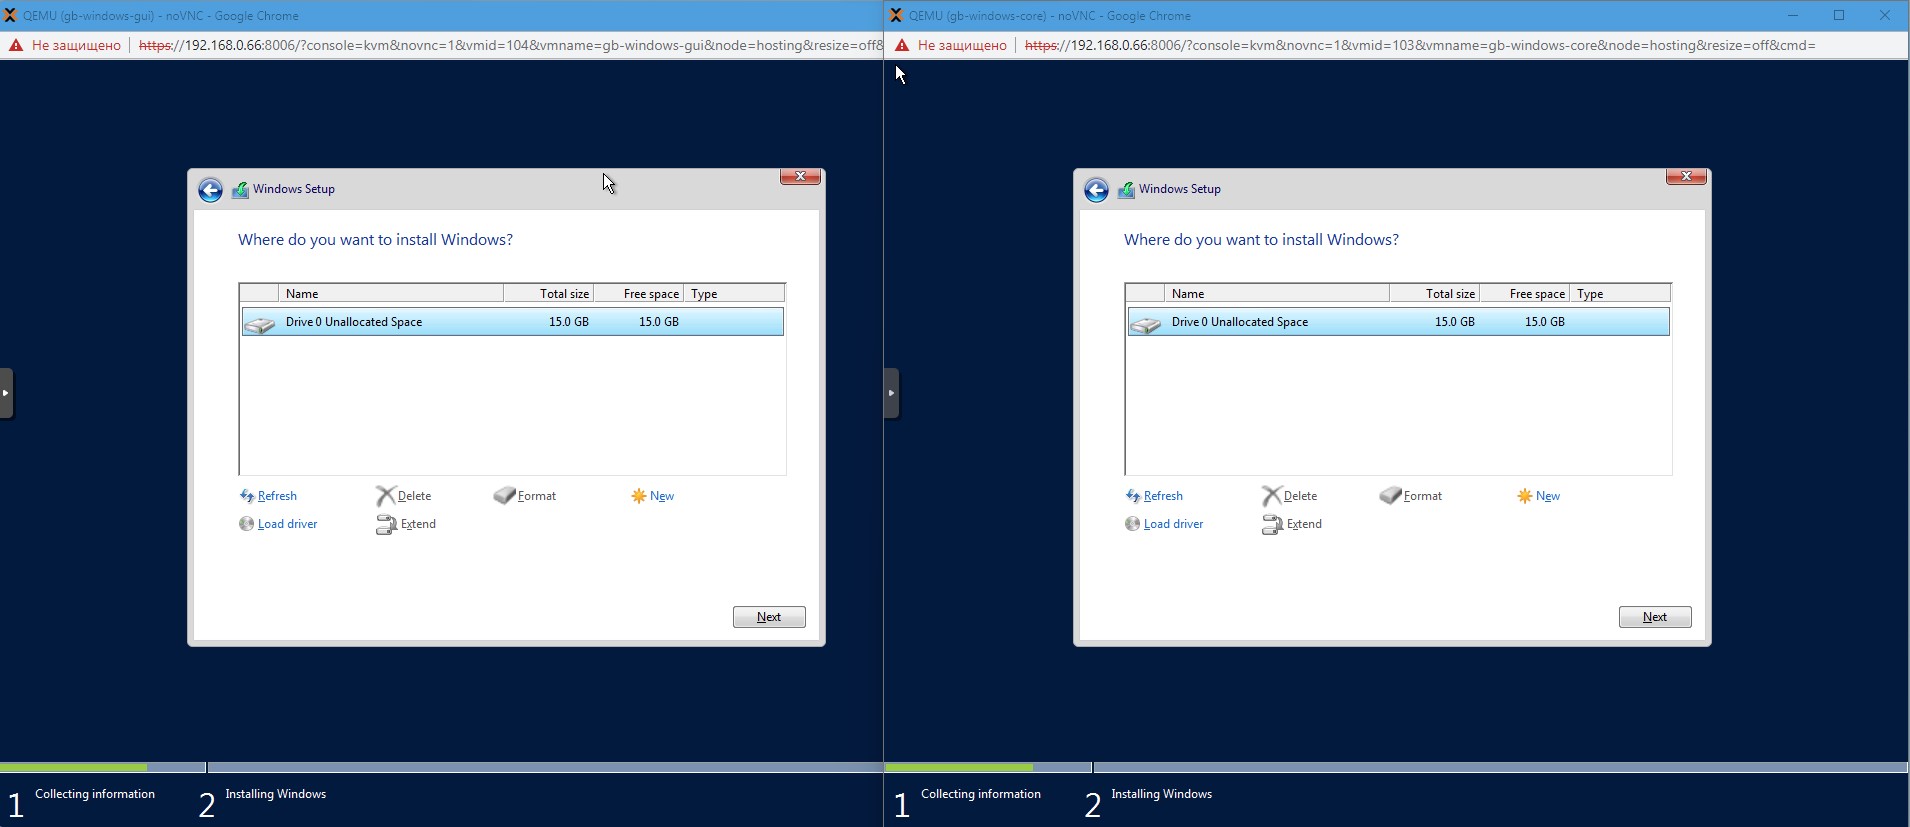 QEMU (gb-windows-gui) - noVNC - Google Chrome
Не защищено https://192.168.0.66:8006/?console=kvm&novnc=1&vmid=104&vmname=gb-windows-gui&node=hosting&resize=off&
Windows Setup
Where do you want to install Windows?
Name Total size Free space Type
Drive 0 Unallocated Space 15.0 GB 15.0 GB
Refresh Delete Format New
Load driver Extend
Next
1 Collecting information 2 Installing Windows
QEMU (gb-windows-core) - noVNC - Google Chrome
Не защищено https://192.168.0.66:8006/?console=kvm&novnc=1&vmid=103&vmname=gb-windows-core&node=hosting&resize=off&cmd=
Windows Setup
Where do you want to install Windows?
Name Total size Free space Type
Drive 0 Unallocated Space 15.0 GB 15.0 GB
Refresh Delete Format New
Load driver Extend
Next
1 Collecting information 2 Installing Windows